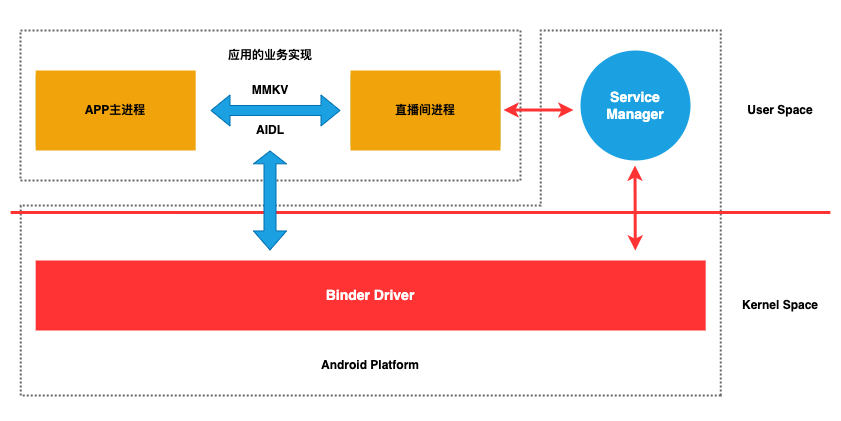 应用的业务实现
APP主进程
MMKV
AIDL
直播间进程
Service
Manager
User Space
Binder Driver
Kernel Space
Android Platform